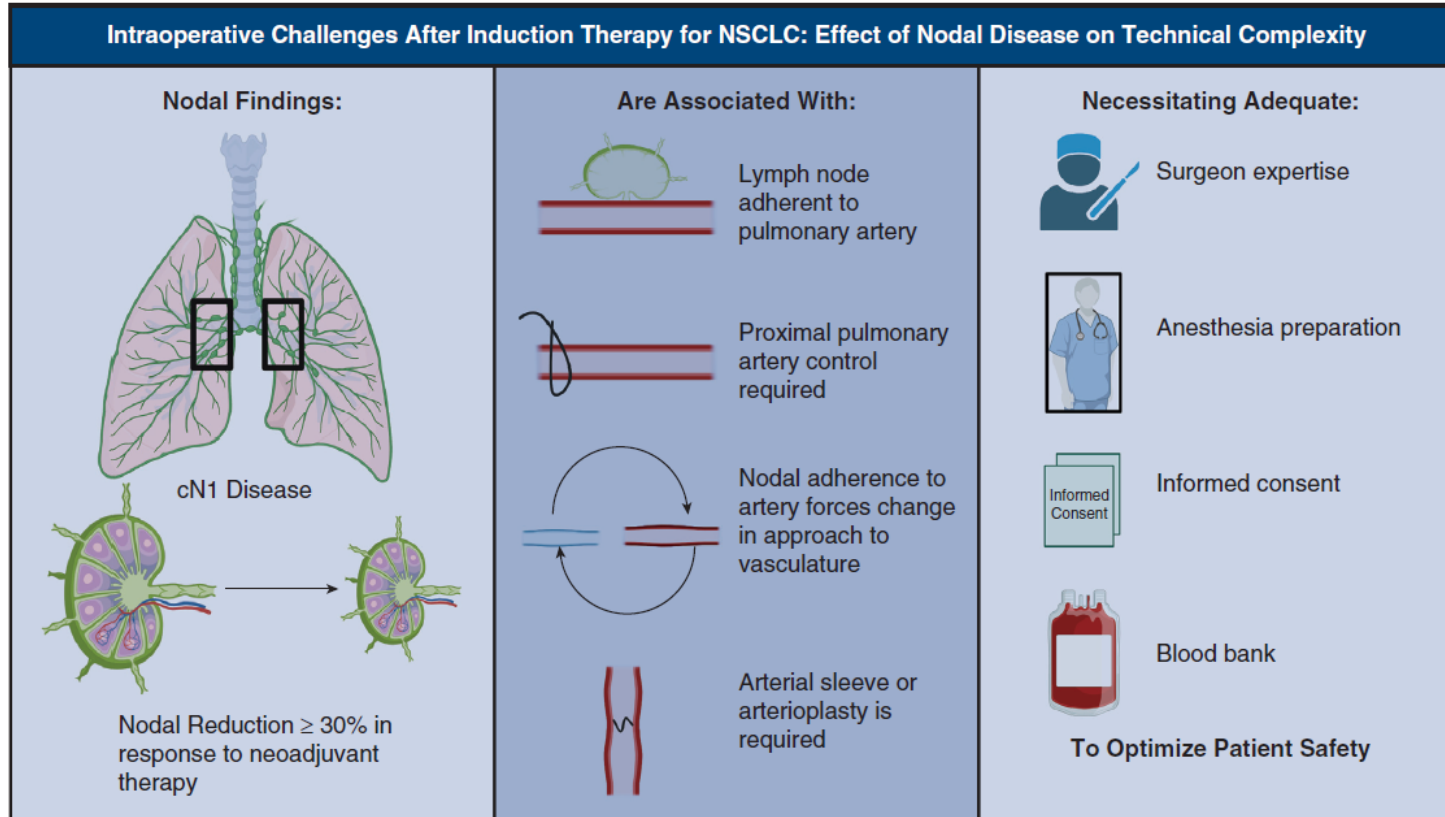 Intraoperative Challenges After Induction Therapy for NSCLC: Effect of Nodal Disease on Technical Complexity
Nodal Findings:
cN1 Disease
Nodal Reduction ≥ 30% in
response to neoadjuvant
therapy
Are Associated With:
Lymph node
adherent to
pulmonary artery
Proximal pulmonary
artery control
required
Nodal adherence to
artery forces change
in approach to
vasculature
Arterial sleeve or
arterioplasty is
required
Necessitating Adequate:
Surgeon expertise
Anesthesia preparation
Informed
Consent
Informed consent
Blood bank
To Optimize Patient Safety